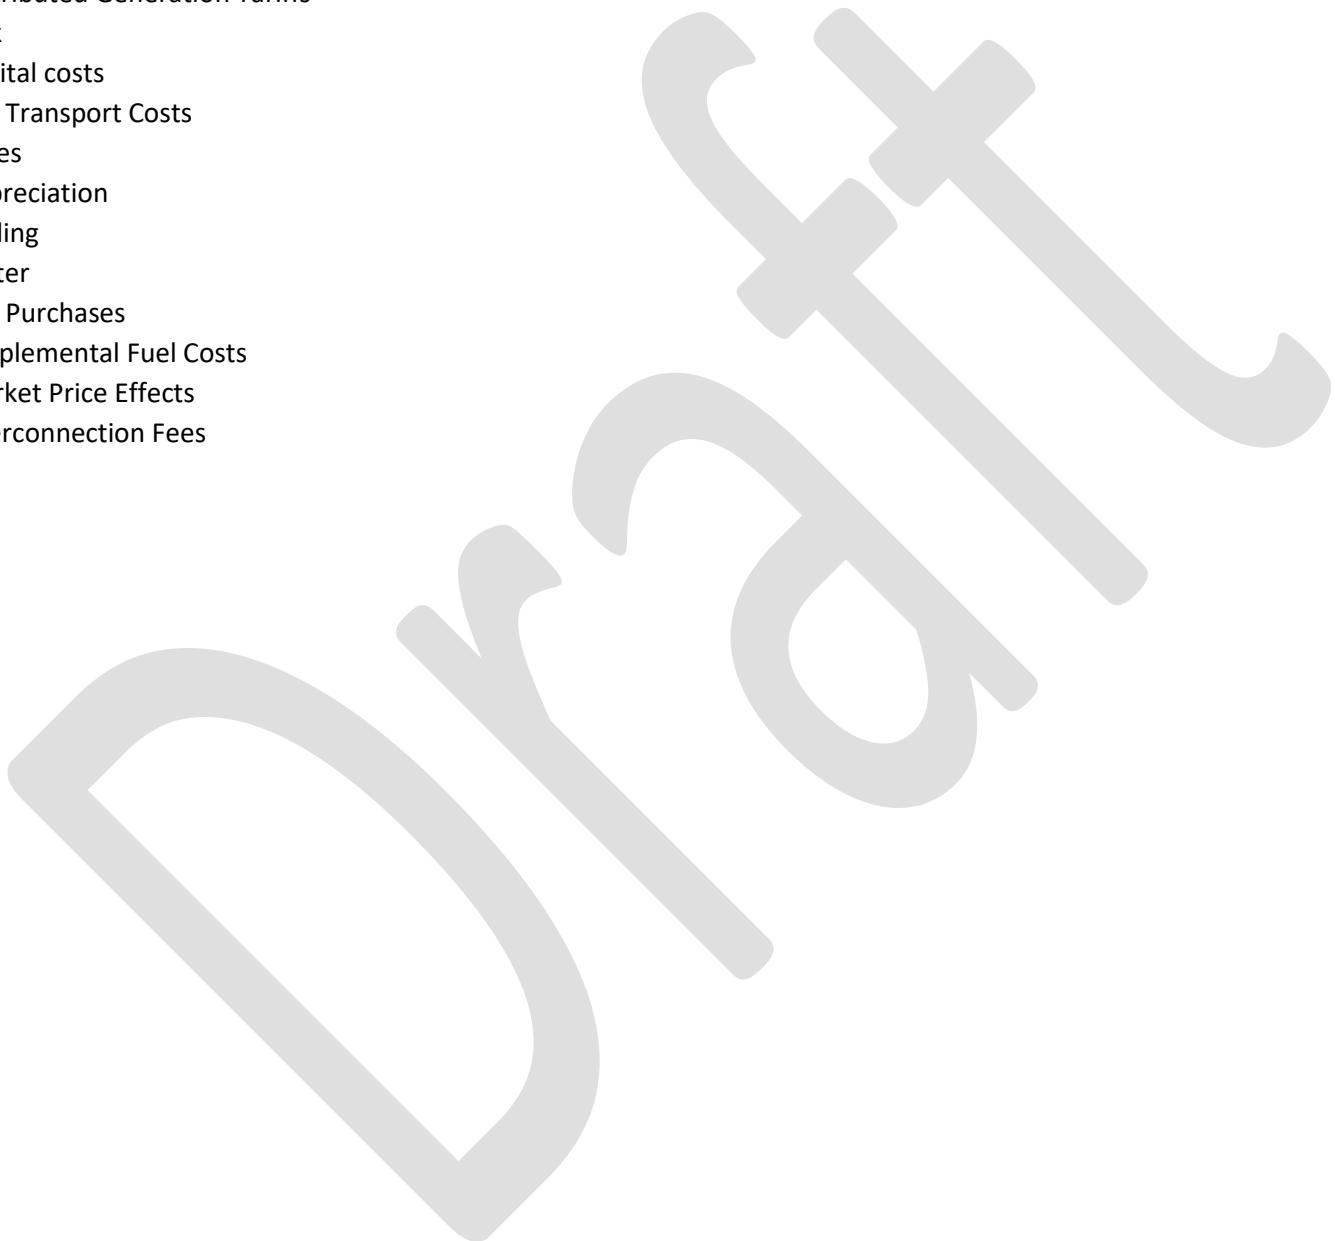 ributed Generation Tariffs
ital costs
Transport Costs
es
preciation
ling
ter
Purchases
plemental Fuel Costs
rket Price Effects
erconnection Fees
Draft